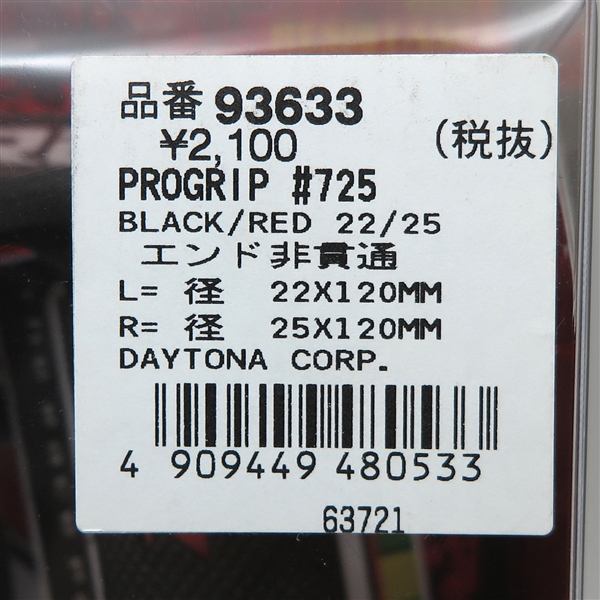 品番 93633
¥2,100 (税抜)
PROGRIP #725
BLACK/RED 22/25
エンド非貫通
L= 径 22X120MM
R= 径 25X120MM
DAYTONA CORP.
4 909449 480533
63721